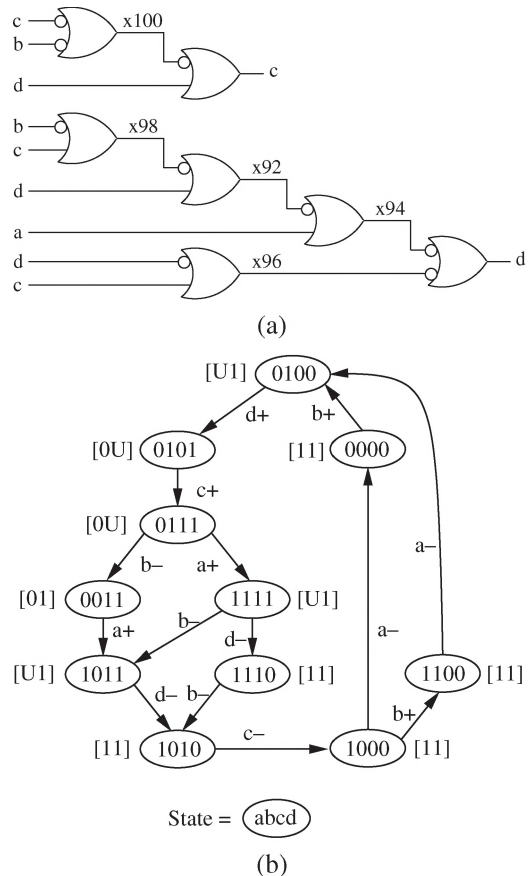 c
x100
b
c
d
b
x98
c
x92
d
x94
a
d
x96
d
c
(a)
[U1] 0100
d+ b+
[0U] 0101 [11] 0000
c+
[0U] 0111
b– a+ a–
[01] 0011 1111 [U1]
a+ b– d– a–
[U1] 1011 1110 [11] 1100 [11]
d– b– b+
[11] 1010 c– 1000 [11]
State = abcd
(b)